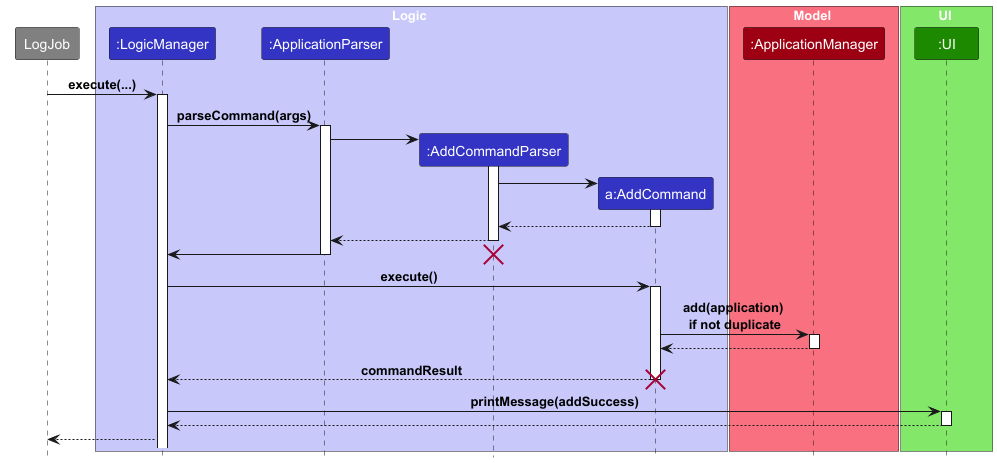 Logic
Model
UI
LogJob
:LogicManager
:ApplicationParser
:ApplicationManager
:UI
execute(...)
parseCommand(args)
:AddCommandParser
a:AddCommand
execute()
add(application)
if not duplicate
commandResult
printMessage(addSuccess)